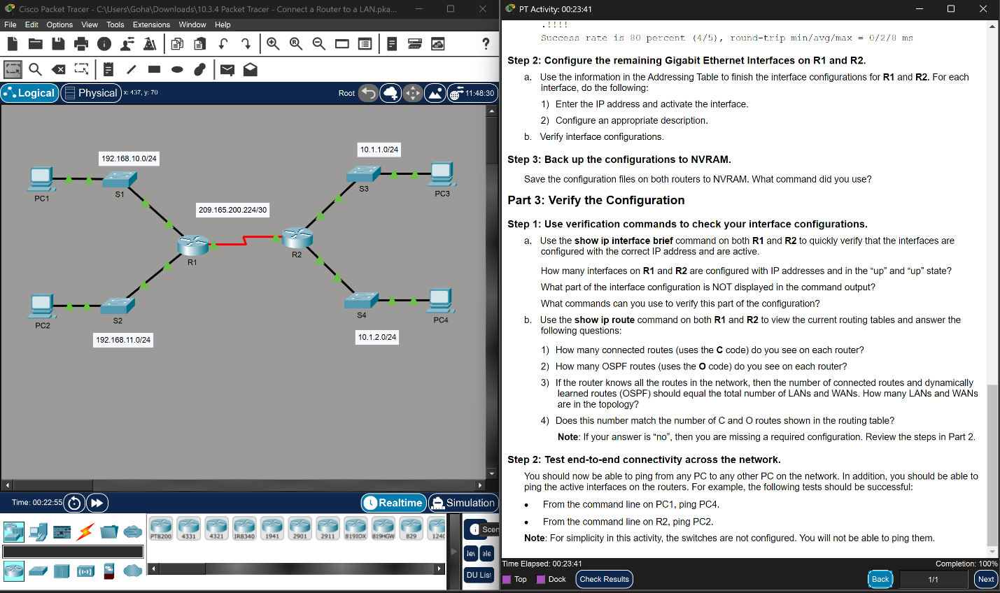 Cisco Packet Tracer - C:\Users\Goha\Downloads\10.3.4 Packet Tracer - Connect a Router to a LAN.pka...
File Edit Options View Tools Extensions Window Help
Logical Physical x: 437, y: 70 Root 11:48:30
192.168.10.0/24
10.1.1.0/24
PC1
S1
S3
PC3
209.165.200.224/30
R1
R2
PC2
S2
S4
PC4
192.168.11.0/24
10.1.2.0/24
Time: 00:22:55 Realtime Simulation
PT8200 4331 4321 IR8340 1941 2901 2911 819IOX 819HGW 829 1240
Scen
DU List
PT Activity: 00:23:41
.!!!!
Success rate is 80 percent (4/5), round-trip min/avg/max = 0/2/8 ms
Step 2: Configure the remaining Gigabit Ethernet Interfaces on R1 and R2.
a. Use the information in the Addressing Table to finish the interface configurations for R1 and R2. For each
interface, do the following:
1) Enter the IP address and activate the interface.
2) Configure an appropriate description.
b. Verify interface configurations.
Step 3: Back up the configurations to NVRAM.
Save the configuration files on both routers to NVRAM. What command did you use?
Part 3: Verify the Configuration
Step 1: Use verification commands to check your interface configurations.
a. Use the show ip interface brief command on both R1 and R2 to quickly verify that the interfaces are
configured with the correct IP address and are active.
How many interfaces on R1 and R2 are configured with IP addresses and in the “up” and “up” state?
What part of the interface configuration is NOT displayed in the command output?
What commands can you use to verify this part of the configuration?
b. Use the show ip route command on both R1 and R2 to view the current routing tables and answer the
following questions:
1) How many connected routes (uses the C code) do you see on each router?
2) How many OSPF routes (uses the O code) do you see on each router?
3) If the router knows all the routes in the network, then the number of connected routes and dynamically
learned routes (OSPF) should equal the total number of LANs and WANs. How many LANs and WANs
are in the topology?
4) Does this number match the number of C and O routes shown in the routing table?
Note: If your answer is “no”, then you are missing a required configuration. Review the steps in Part 2.
Step 2: Test end-to-end connectivity across the network.
You should now be able to ping from any PC to any other PC on the network. In addition, you should be able to
ping the active interfaces on the routers. For example, the following tests should be successful:
• From the command line on PC1, ping PC4.
• From the command line on R2, ping PC2.
Note: For simplicity in this activity, the switches are not configured. You will not be able to ping them.
Time Elapsed: 00:23:41 Completion: 100%
Top Dock Check Results Back 1/1 Next